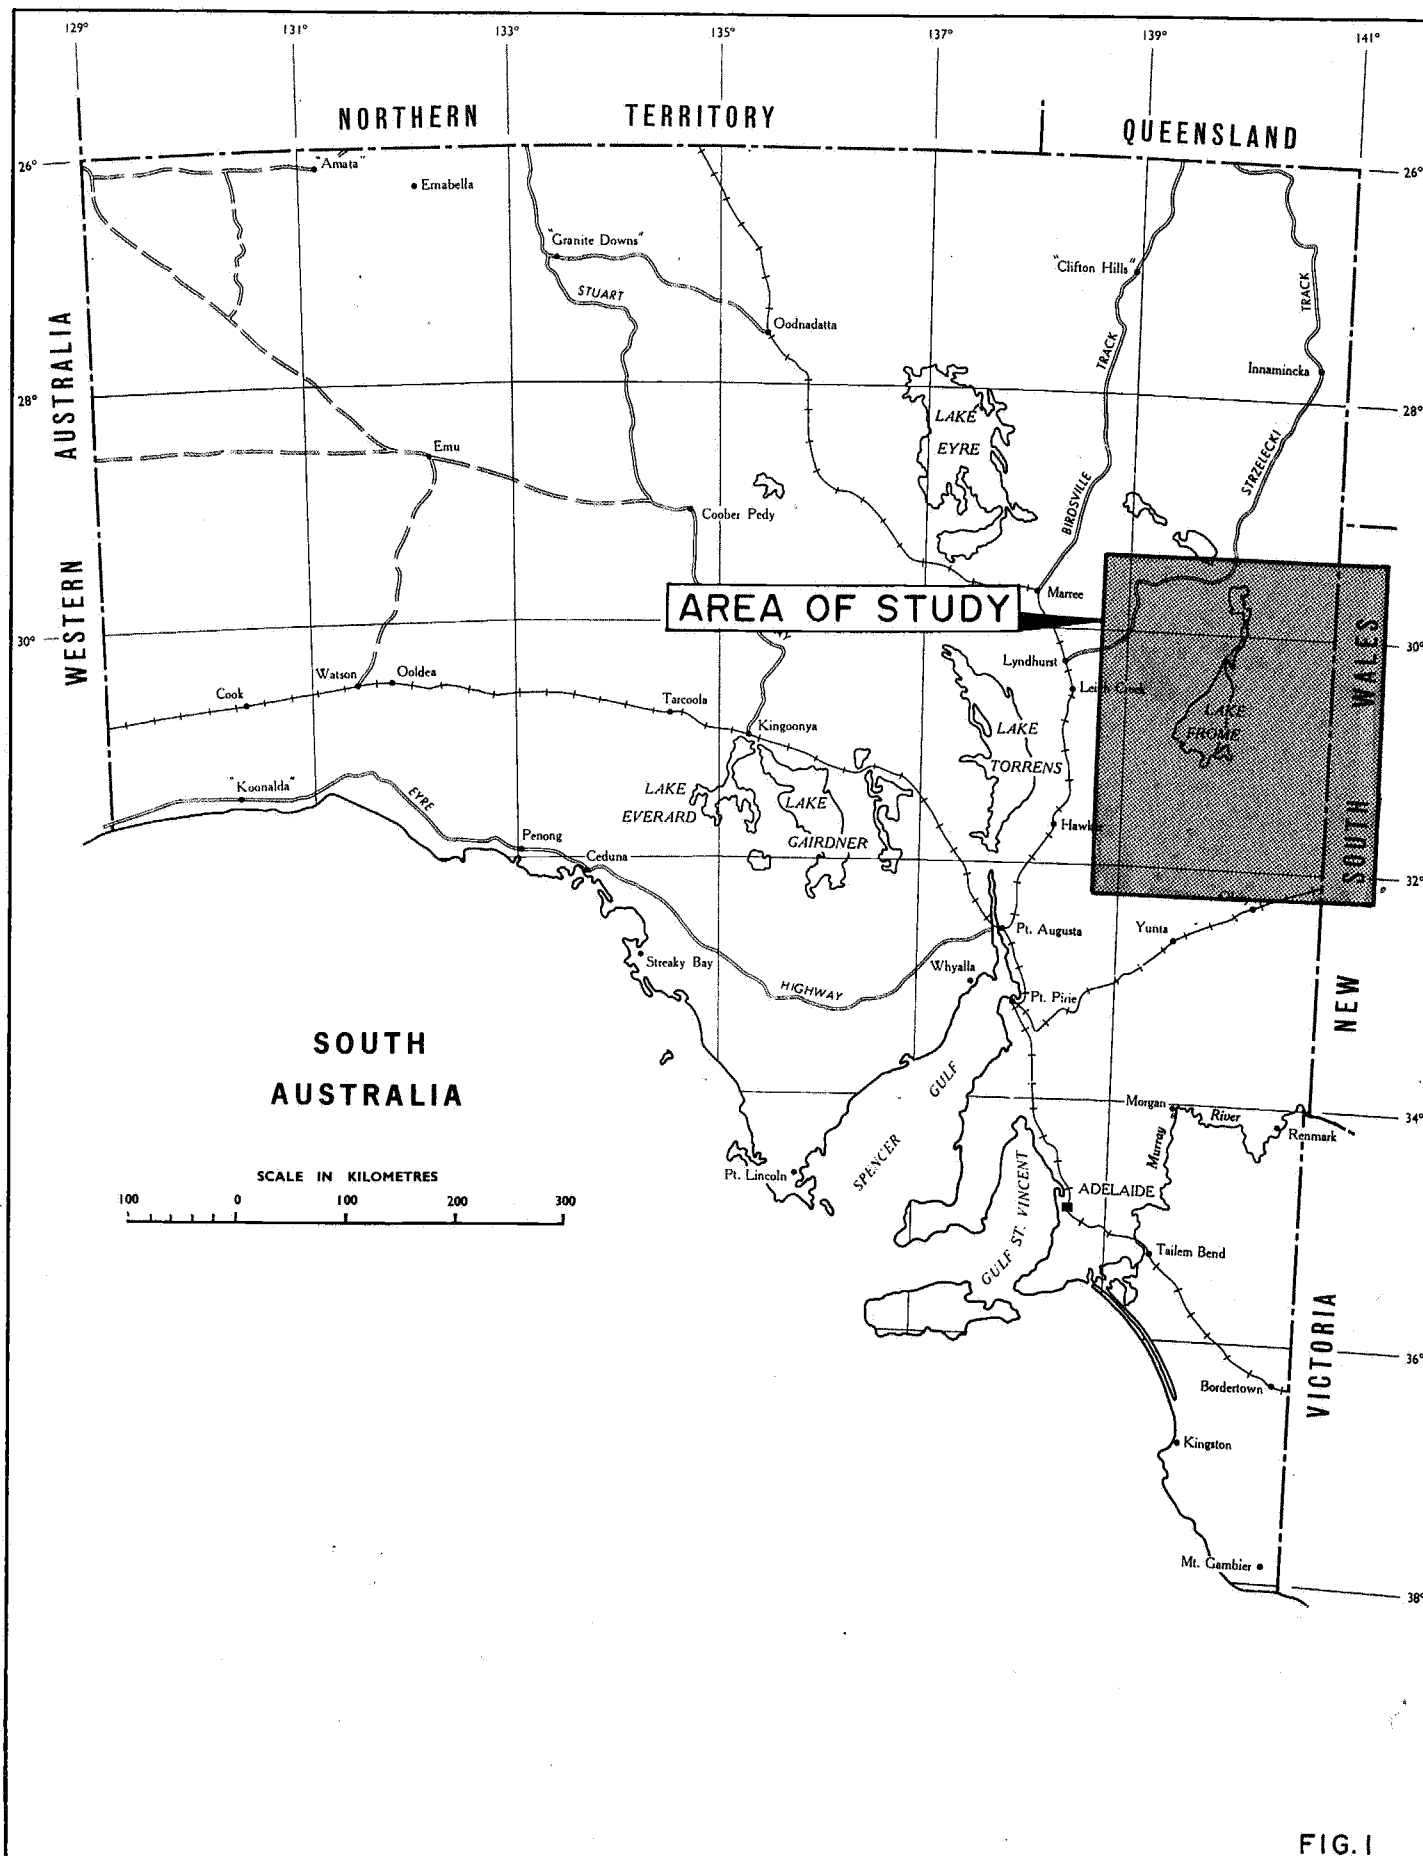 129°
131°
133°
135°
137°
139°
141°
NORTHERN TERRITORY
QUEENSLAND
26°
"Amata"
Ernabella
26°
"Granite Downs"
"Clifton Hills"
STUART
TRACK
Oodnadatta
TRACK
Innamincka
28°
LAKE
EYRE
28°
WESTERN AUSTRALIA
Emu
STRZELECKI
BIRDSVILLE
Coober Pedy
Marree
AREA OF STUDY
30°
Lyndhurst
30°
Watson
Ooldea
Leigh Creek
Cook
Tarcoola
LAKE
FROME
Kingoonya
LAKE
TORRENS
"Koonalda"
EYRE
LAKE
EVERARD
LAKE
GAIRDNER
Penong
Ceduna
32°
NEW SOUTH WALES
Pt. Augusta
Yunta
Streaky Bay
Whyalla
HIGHWAY
Pt. Pirie
SOUTH
AUSTRALIA
SPENCER GULF
Morgan
River
34°
Murray
Renmark
SCALE IN KILOMETRES
100 0 100 200 300
Pt. Lincoln
GULF ST. VINCENT
ADELAIDE
Tailem Bend
VICTORIA
36°
Bordertown
Kingston
Mt. Gambier
38°
FIG. 1